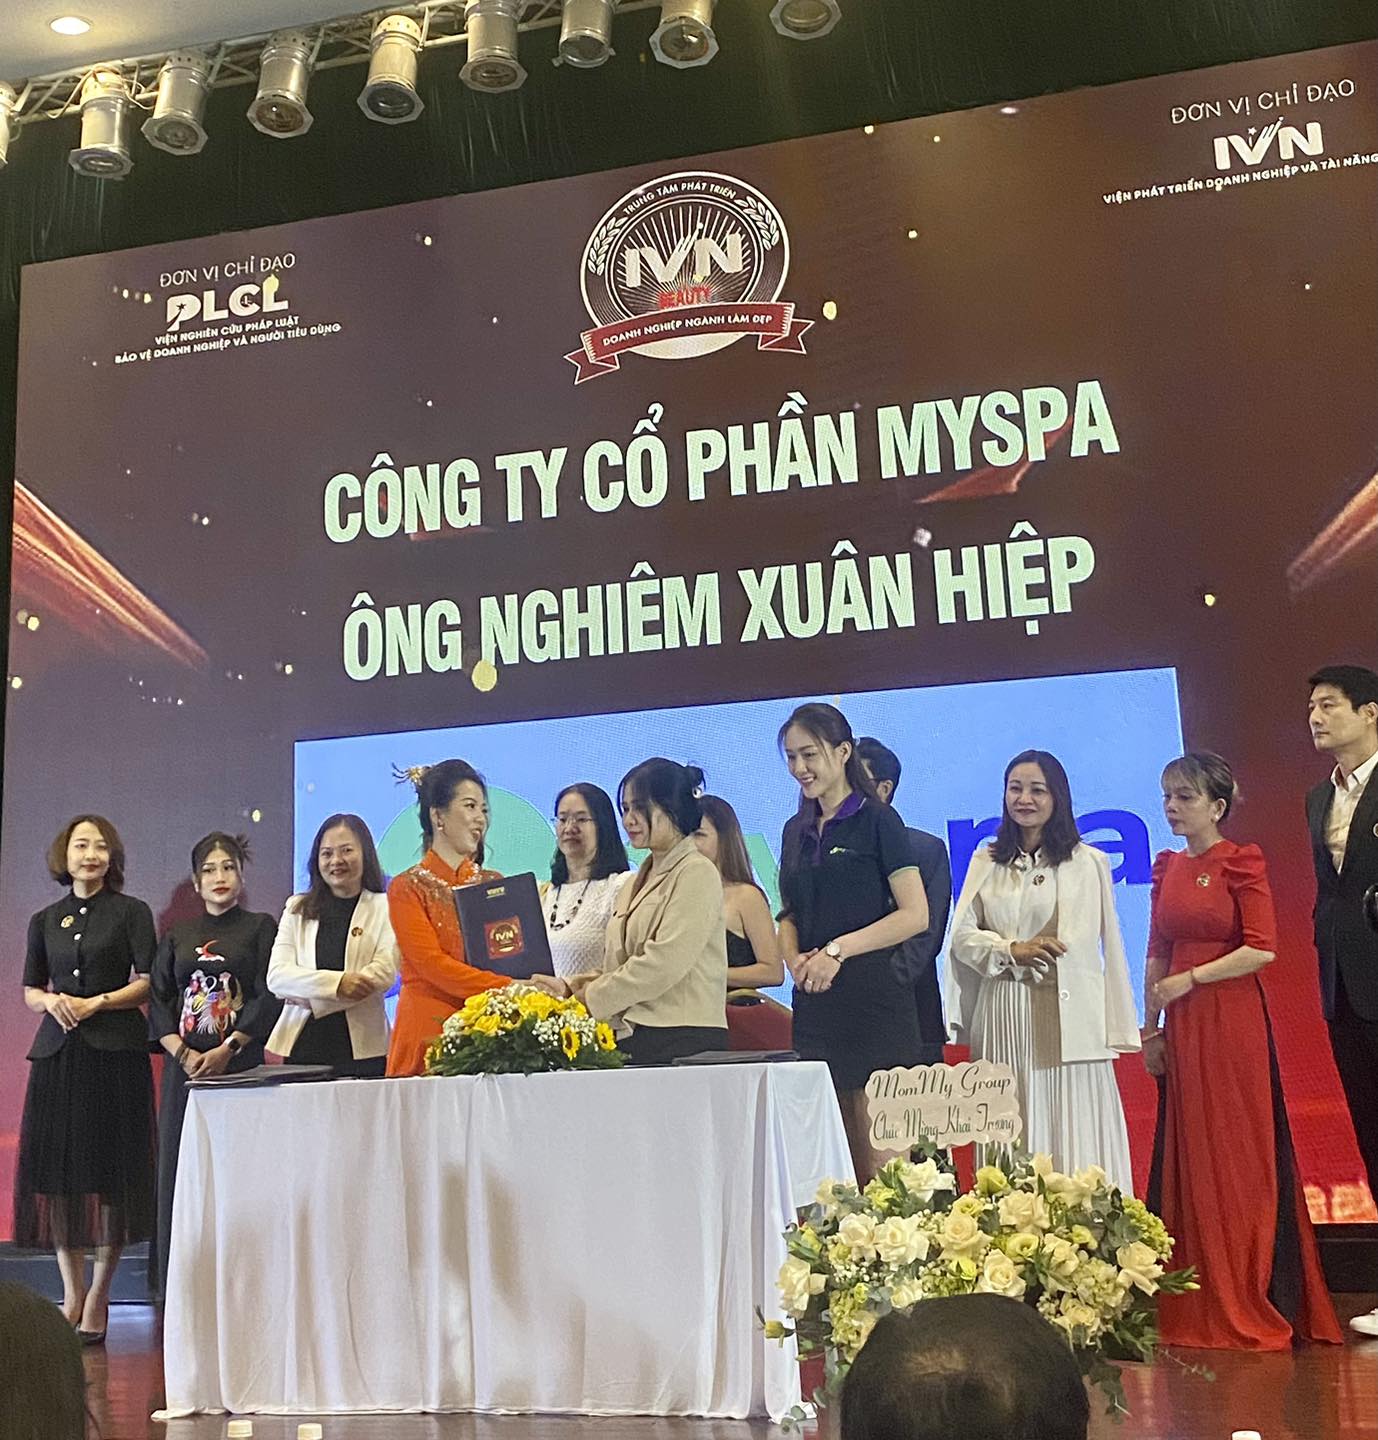 ĐƠN VỊ CHỈ ĐẠO
PLCL
VIỆN NGHIÊN CỨU PHÁP LUẬT
BẢO VỆ DOANH NGHIỆP VÀ NGƯỜI TIÊU DÙNG
TRUNG TÂM PHÁT TRIỂN
IVN
BEAUTY
DOANH NGHIỆP NGÀNH LÀM ĐẸP
ĐƠN VỊ CHỈ ĐẠO
IVN
VIỆN PHÁT TRIỂN DOANH NGHIỆP VÀ TÀI NĂNG
CÔNG TY CỔ PHẦN MYSPA
ÔNG NGHIÊM XUÂN HIỆP
IVN
MomMy Group
Chúc Mừng Khai Trương